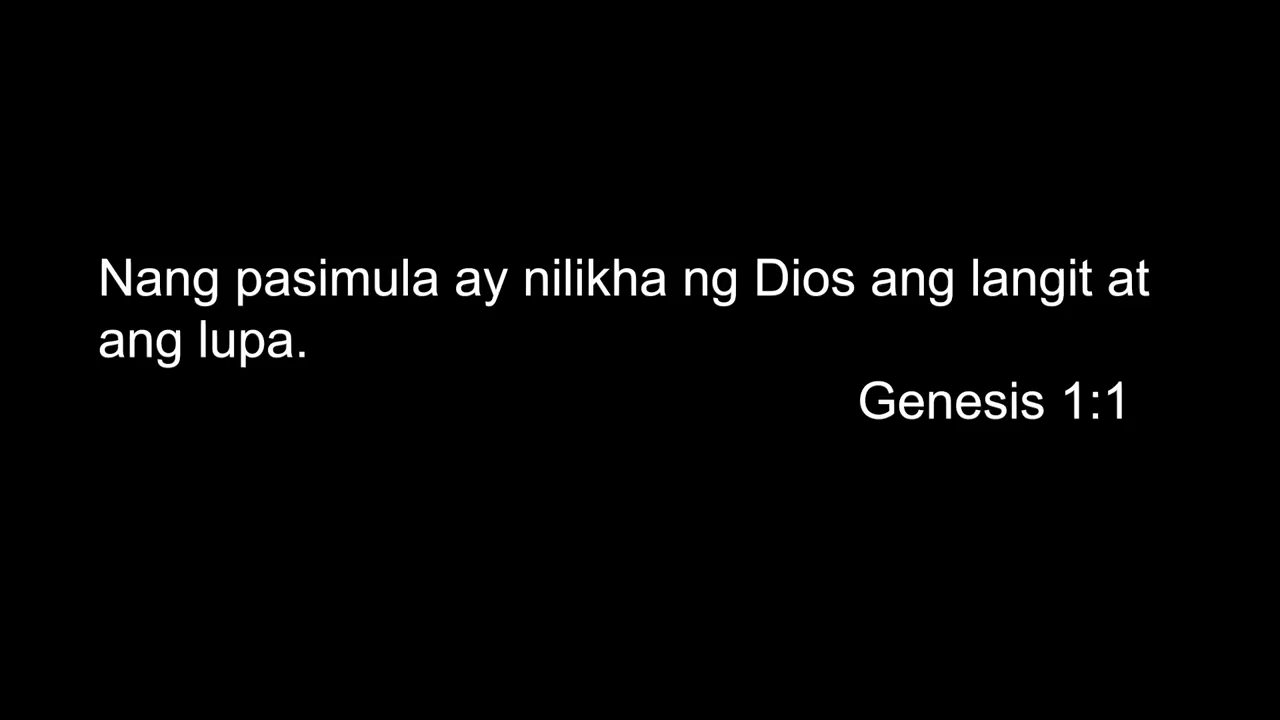 Nang pasimula ay nilikha ng Dios ang langit at
ang lupa.
Genesis 1:1